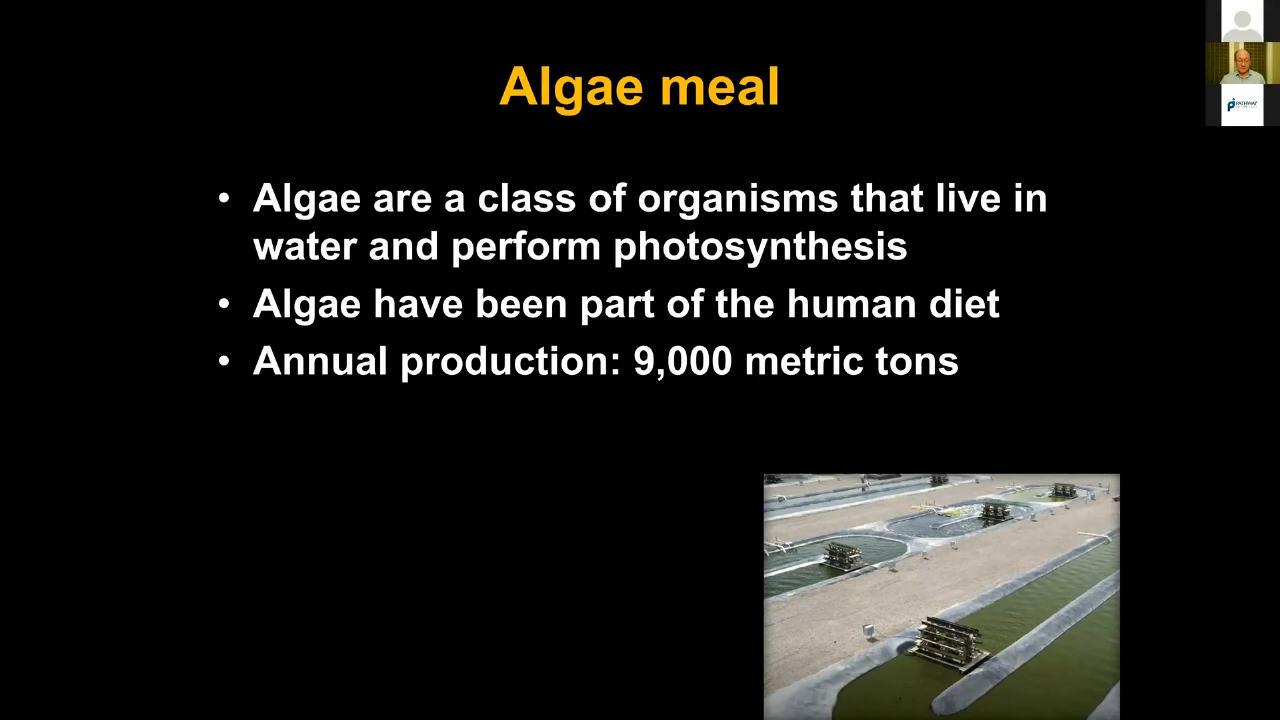 Algae meal
• Algae are a class of organisms that live in
water and perform photosynthesis
• Algae have been part of the human diet
• Annual production: 9,000 metric tons
PATHWAY